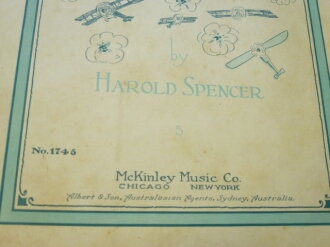 by
HAROLD SPENCER
5
No. 1745
McKinley Music Co.
CHICAGO NEW YORK
Albert & Son, Australasian Agents, Sydney, Australia.